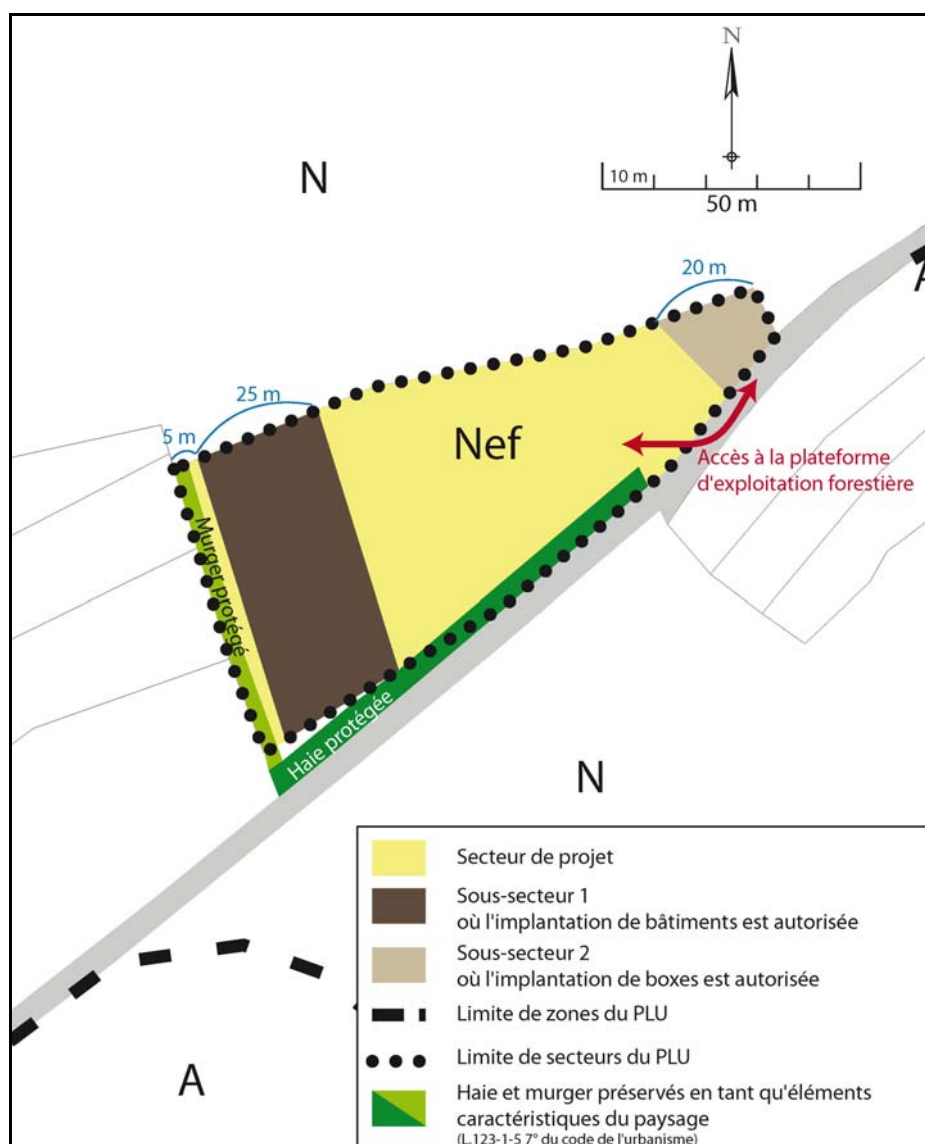 N
N
10 m
50 m
20 m
A
25 m
5 m
Nef
Accès à la plateforme
d'exploitation forestière
Murger protégé
Haie protégée
N
A
Secteur de projet
Sous-secteur 1
où l'implantation de bâtiments est autorisée
Sous-secteur 2
où l'implantation de boxes est autorisée
Limite de zones du PLU
Limite de secteurs du PLU
Haie et murger préservés en tant qu'éléments
caractéristiques du paysage
(L.123-1-5 7° du code de l'urbanisme)